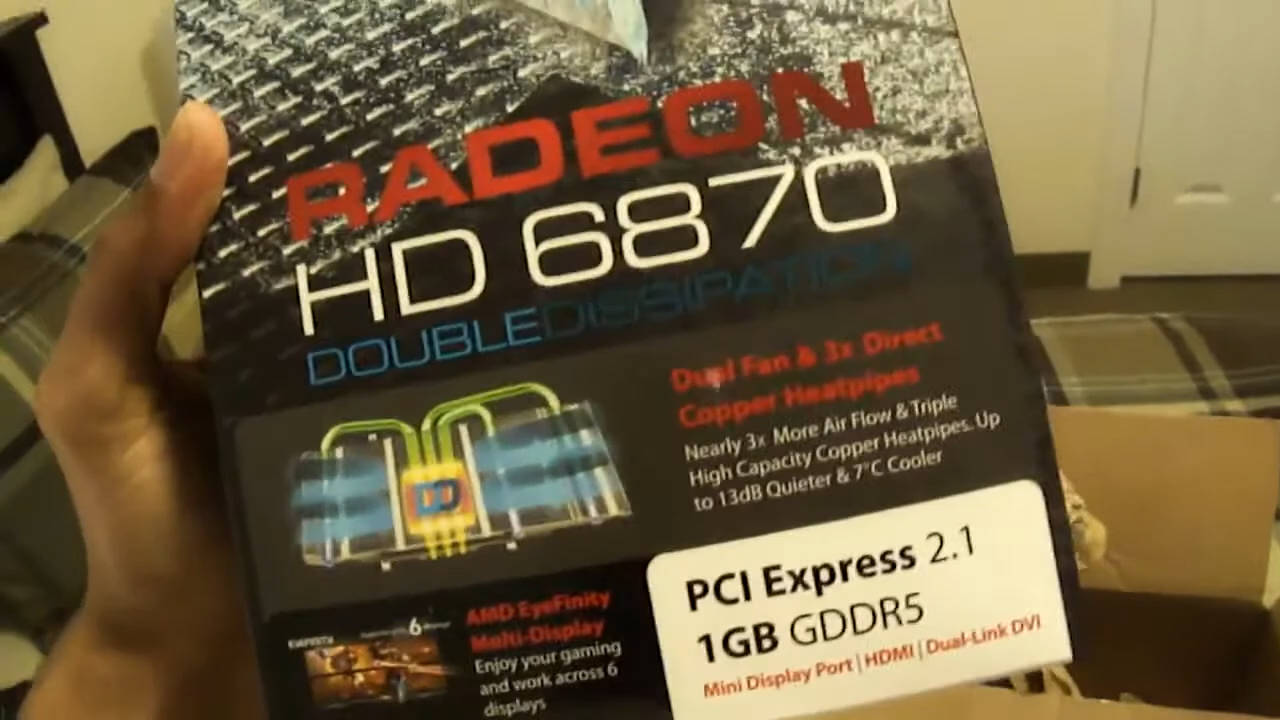 RADEON
HD 6870
DOUBLEDISSIPATION
Dual Fan & 3x Direct
Copper Heatpipes
Nearly 3x More Air Flow & Triple
High Capacity Copper Heatpipes. Up
to 13dB Quieter & 7°C Cooler
DD
PCI Express 2.1
1GB GDDR5
Mini Display Port | HDMI | Dual-Link DVI
6
AMD EyeFinity
Multi-Display
Enjoy your gaming
and work across 6
displays